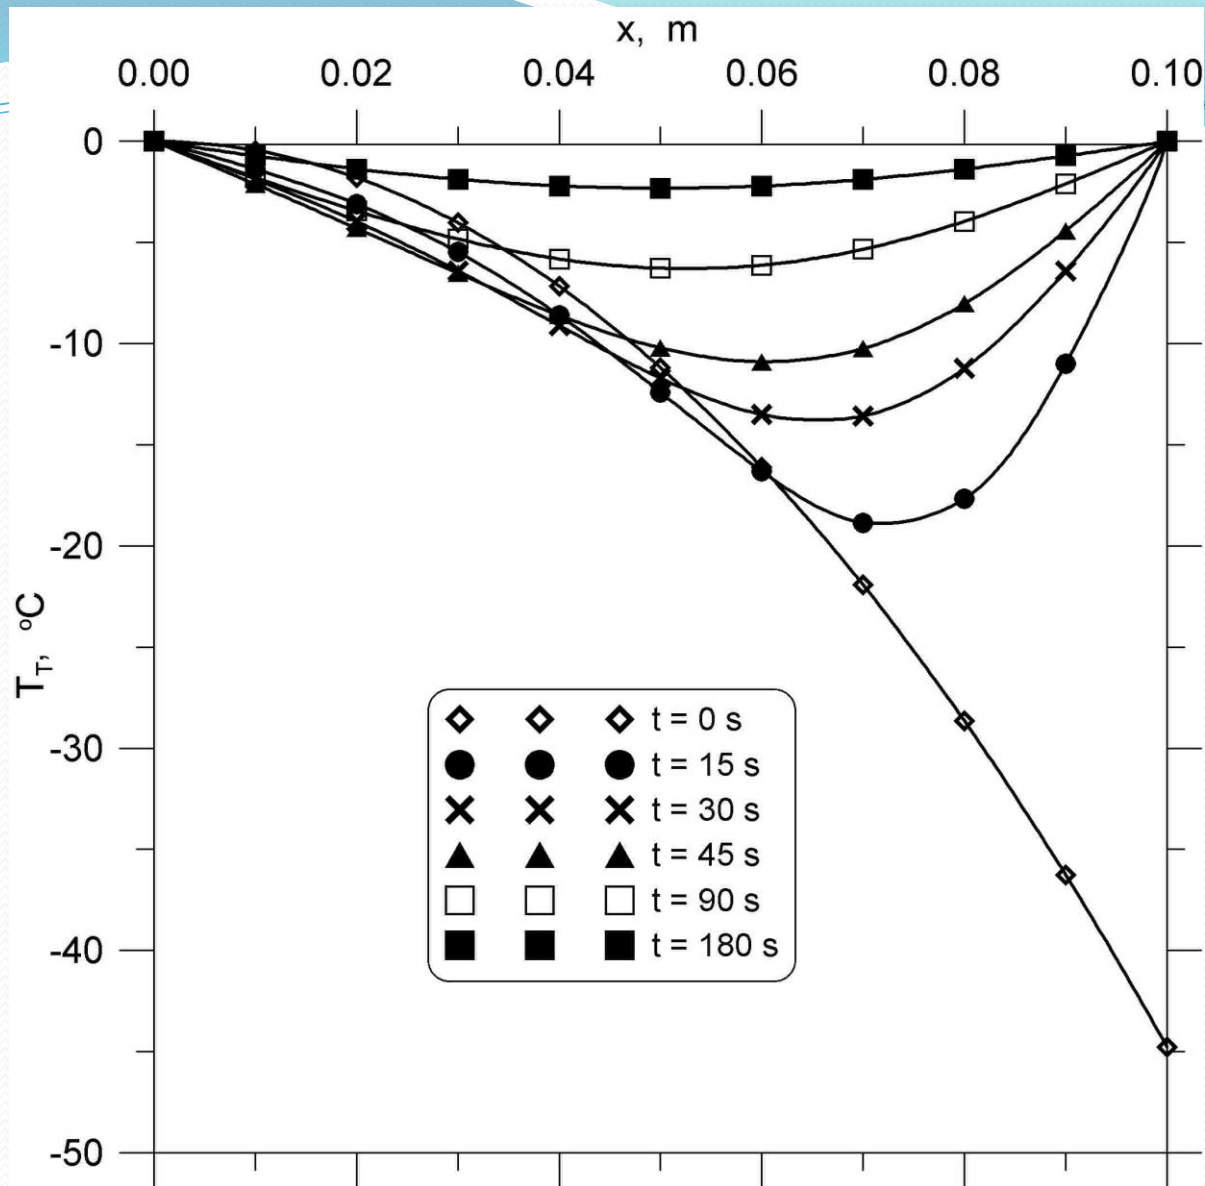 x, m
0.00 0.02 0.04 0.06 0.08 0.10
0
-10
-20
-30
-40
-50
T_T, ºC
t = 0 s
t = 15 s
t = 30 s
t = 45 s
t = 90 s
t = 180 s